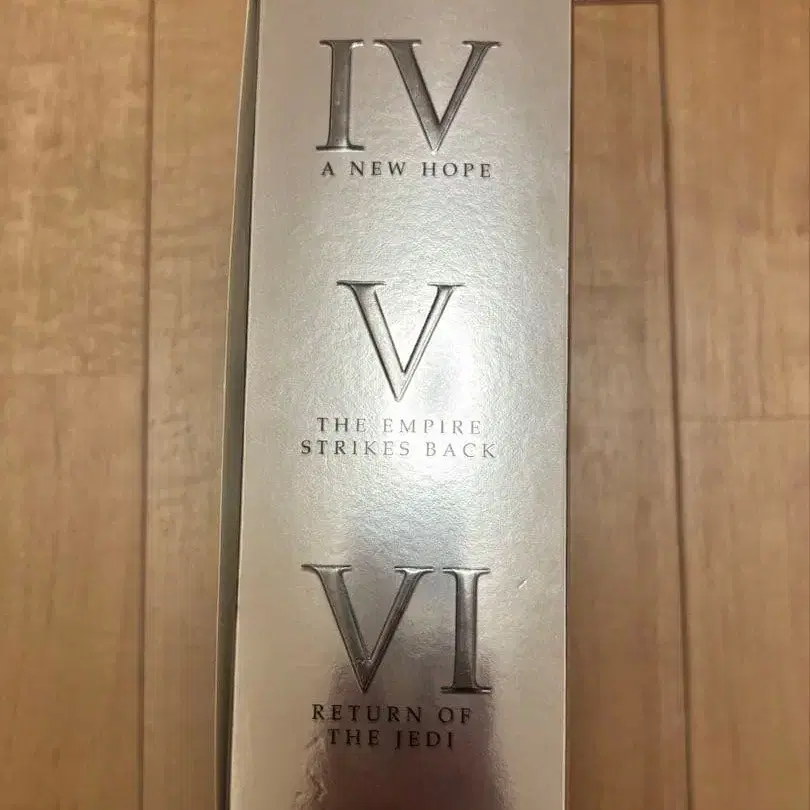 IV
A NEW HOPE
V
THE EMPIRE
STRIKES BACK
VI
RETURN OF
THE JEDI